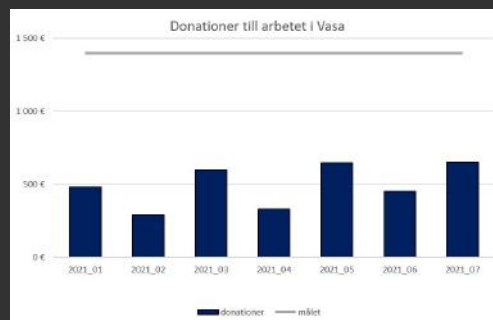 Donationer till arbetet i Vasa
1 500 €
1 000 €
500 €
0 €
2021_01 2021_02 2021_03 2021_04 2021_05 2021_06 2021_07
donationer målet